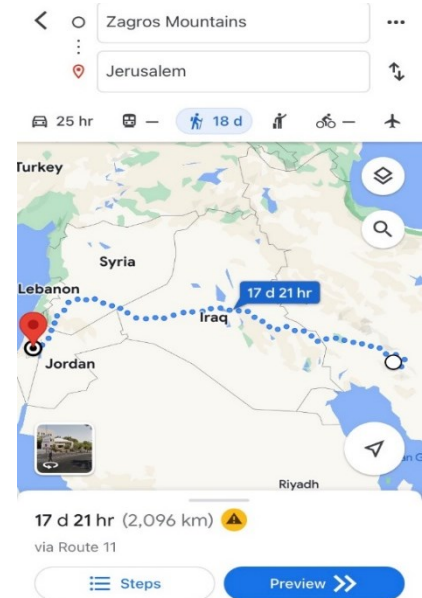 Zagros Mountains
Jerusalem
25 hr — 18 d —
Turkey
Syria
Lebanon
17 d 21 hr
Iraq
Jordan
Riyadh
an G
17 d 21 hr (2,096 km)
via Route 11
Steps
Preview